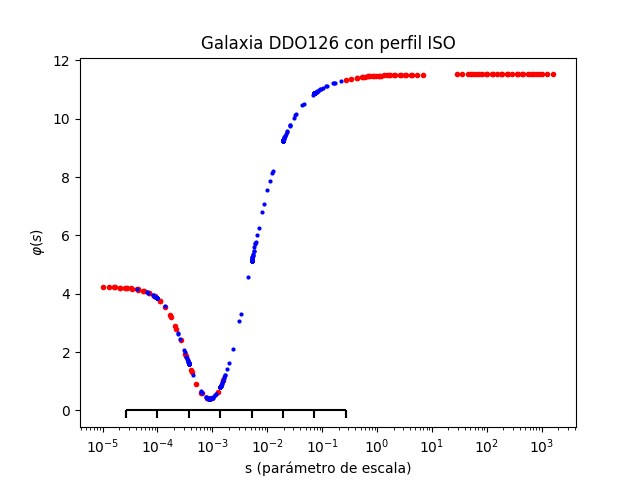 Galaxia DDO126 con perfil ISO
12
10
8
6
4
2
0
φ(s)
10⁻⁵ 10⁻⁴ 10⁻³ 10⁻² 10⁻¹ 10⁰ 10¹ 10² 10³
s (parámetro de escala)